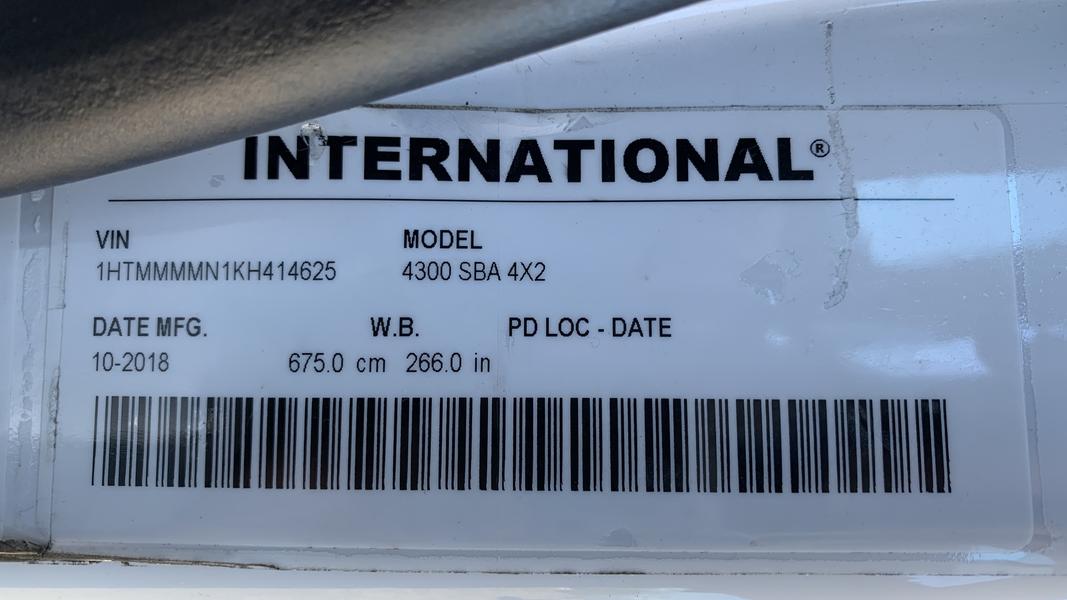 INTERNATIONAL®
VIN MODEL
1HTMMMMN1KH414625 4300 SBA 4X2
DATE MFG. W.B. PD LOC - DATE
10-2018 675.0 cm 266.0 in